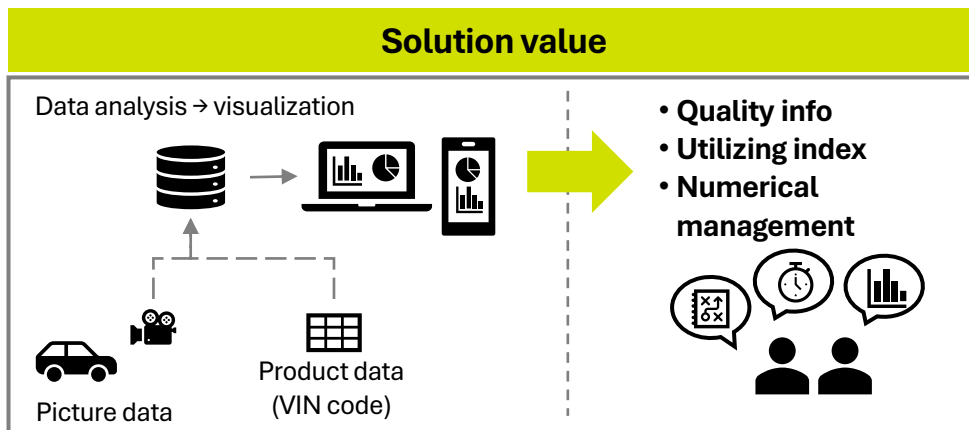 Solution value
Data analysis → visualization
Picture data
Product data
(VIN code)
• Quality info
• Utilizing index
• Numerical
management